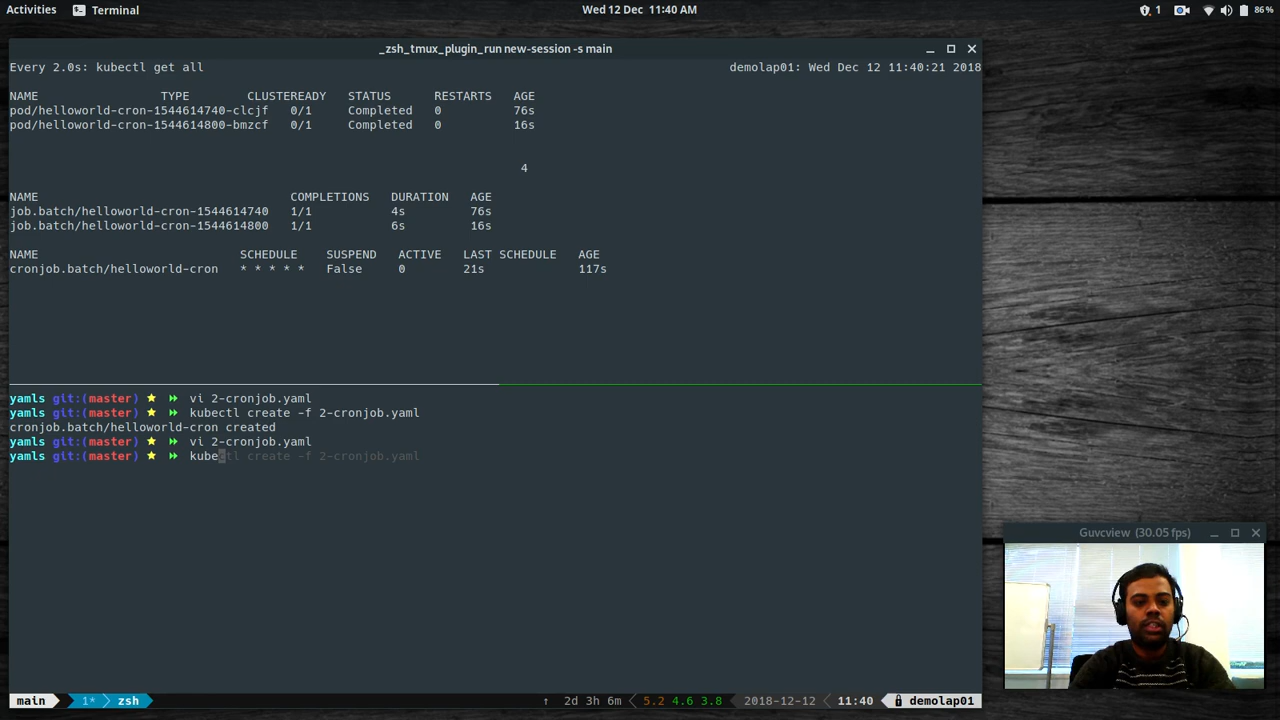 Activities Terminal Wed 12 Dec 11:40 AM 1 86 %
_zsh_tmux_plugin_run new-session -s main
Every 2.0s: kubectl get all demolap01: Wed Dec 12 11:40:21 2018
NAME TYPE CLUSTEREADY STATUS RESTARTS AGE
pod/helloworld-cron-1544614740-clcjf 0/1 Completed 0 76s
pod/helloworld-cron-1544614800-bmzcf 0/1 Completed 0 16s
4
NAME COMPLETIONS DURATION AGE
job.batch/helloworld-cron-1544614740 1/1 4s 76s
job.batch/helloworld-cron-1544614800 1/1 6s 16s
NAME SCHEDULE SUSPEND ACTIVE LAST SCHEDULE AGE
cronjob.batch/helloworld-cron * * * * * False 0 21s 117s
yamls git:(master) vi 2-cronjob.yaml
yamls git:(master) kubectl create -f 2-cronjob.yaml
cronjob.batch/helloworld-cron created
yamls git:(master) vi 2-cronjob.yaml
yamls git:(master) kubectl create -f 2-cronjob.yaml
Guvcview (30.05 fps)
main 1* zsh ↑ 2d 3h 6m 5.2 4.6 3.8 2018-12-12 11:40 demolap01